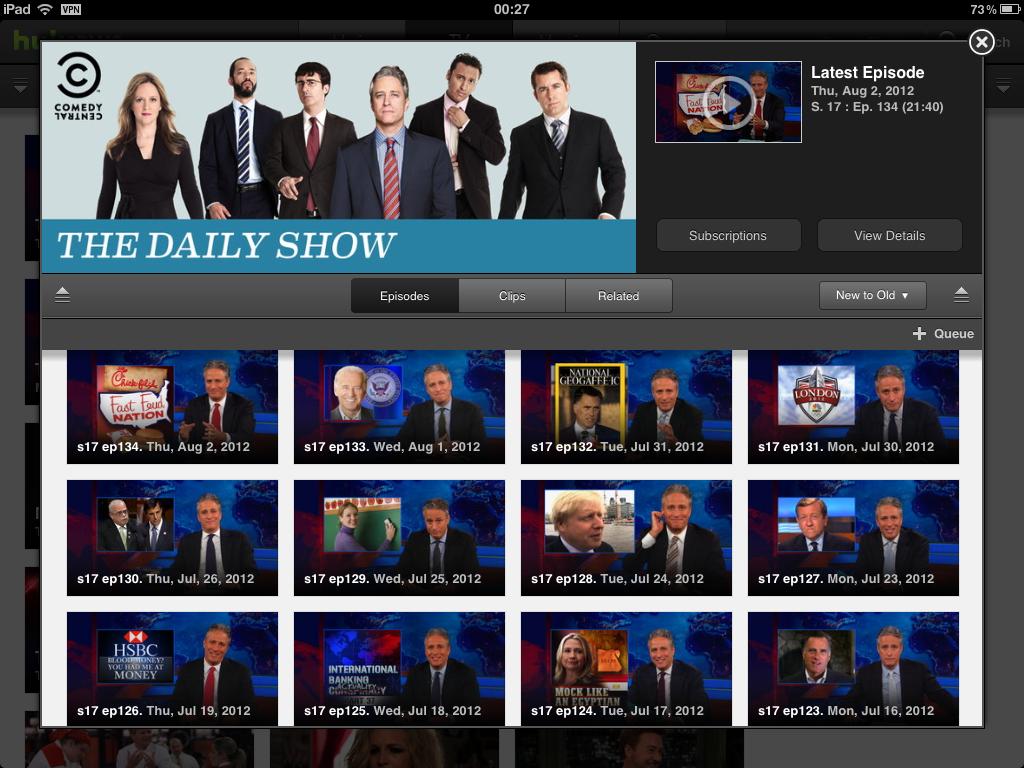 iPad VPN 00:27 73%
COMEDY
CENTRAL
THE DAILY SHOW
Latest Episode
Thu, Aug 2, 2012
S. 17 : Ep. 134 (21:40)
Subscriptions View Details
Episodes Clips Related New to Old ▾
+ Queue
Chick-fil-A
Fast Feud
NATION
s17 ep134. Thu, Aug 2, 2012
s17 ep133. Wed, Aug 1, 2012
NATIONAL
GEOGAFFEIC
s17 ep132. Tue, Jul 31, 2012
LONDON
2012
s17 ep131. Mon, Jul 30, 2012
s17 ep130. Thu, Jul, 26, 2012
s17 ep129. Wed, Jul 25, 2012
s17 ep128. Tue, Jul 24, 2012
s17 ep127. Mon, Jul 23, 2012
HSBC
BLOOD MONEY?
YOU HAD ME AT
MONEY
s17 ep126. Thu, Jul 19, 2012
INTERNATIONAL
BANKING
CONSPIRACY
s17 ep125. Wed, Jul 18, 2012
MOCK LIKE
AN EGYPTIAN
s17 ep124. Tue, Jul 17, 2012
s17 ep123. Mon, Jul 16, 2012